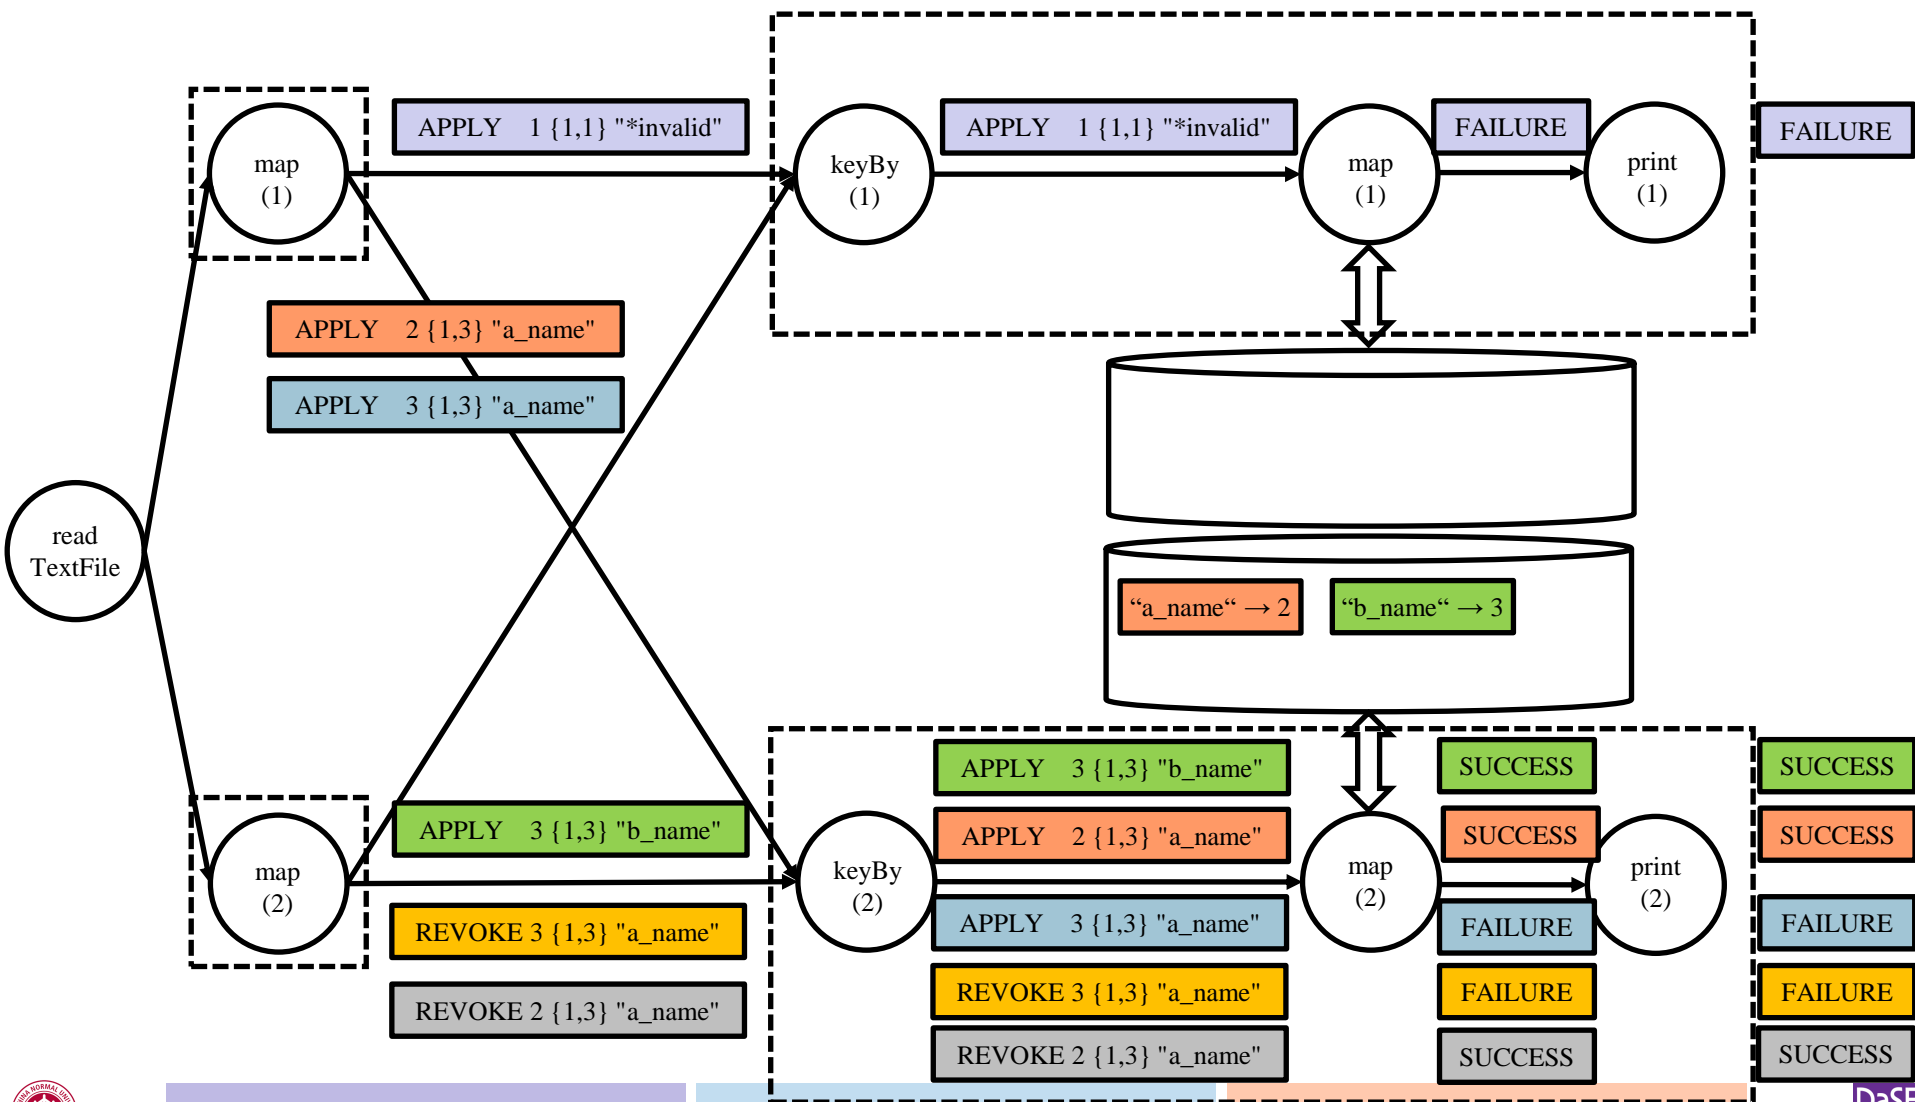 APPLY 1 {1,1} "*invalid"
APPLY 1 {1,1} "*invalid"
FAILURE
FAILURE
map
(1)
keyBy
(1)
map
(1)
print
(1)
APPLY 2 {1,3} "a_name"
APPLY 3 {1,3} "a_name"
read
TextFile
“a_name“ → 2
“b_name“ → 3
APPLY 3 {1,3} "b_name"
SUCCESS
SUCCESS
APPLY 3 {1,3} "b_name"
APPLY 2 {1,3} "a_name"
SUCCESS
SUCCESS
map
(2)
keyBy
(2)
map
(2)
print
(2)
REVOKE 3 {1,3} "a_name"
APPLY 3 {1,3} "a_name"
FAILURE
FAILURE
REVOKE 3 {1,3} "a_name"
FAILURE
FAILURE
REVOKE 2 {1,3} "a_name"
REVOKE 2 {1,3} "a_name"
SUCCESS
SUCCESS